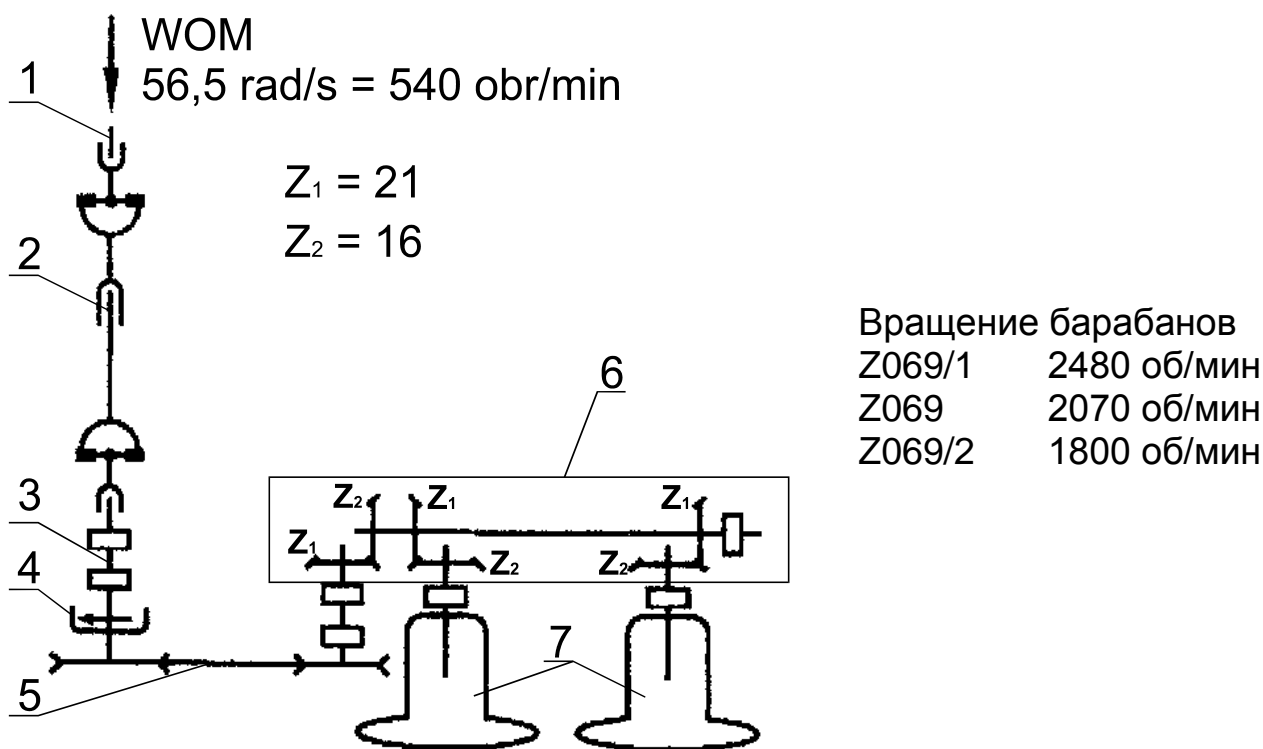 WOM
56,5 rad/s = 540 obr/min
1
Z₁ = 21
Z₂ = 16
2
Вращение барабанов
Z069/1 2480 об/мин
Z069 2070 об/мин
Z069/2 1800 об/мин
6
3
Z₂ Z₁ Z₁
Z₁ Z₂ Z₂
4
5
7